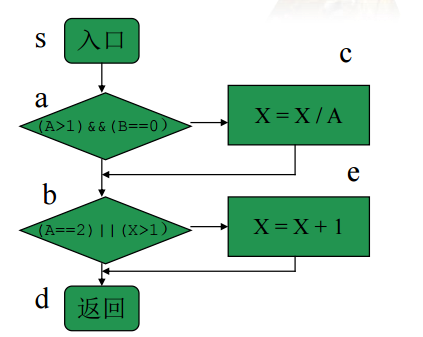 s
入口
c
a
(A>1)&&(B==0)
X = X / A
e
b
(A==2)||(X>1)
X = X + 1
d
返回